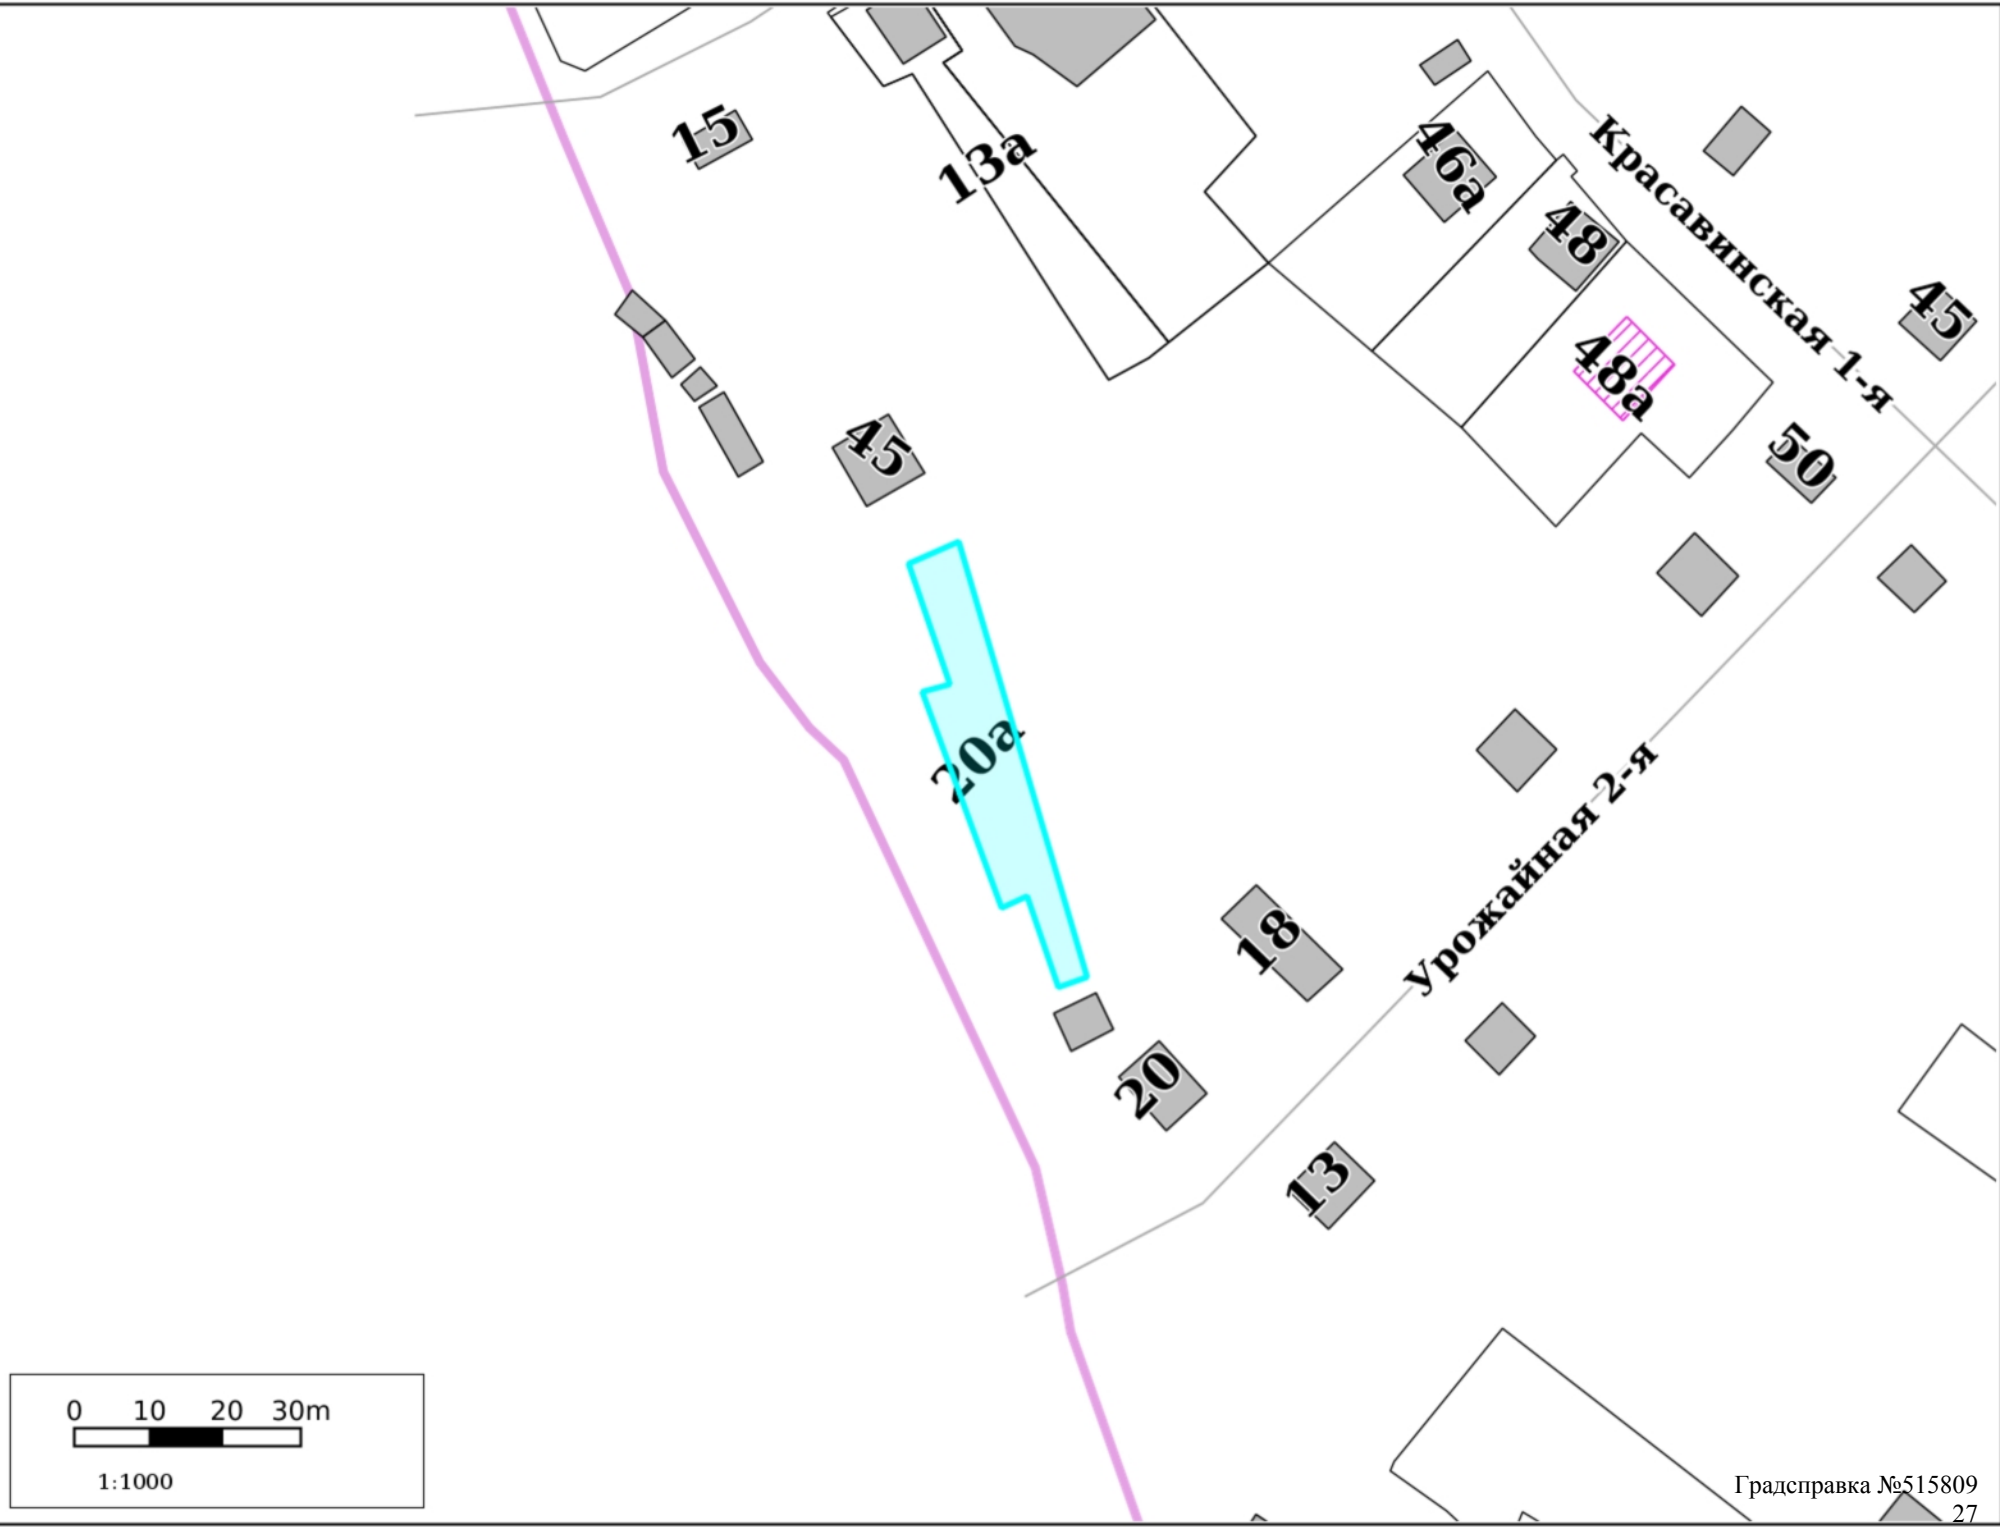 15
13а
46а
48
Красавинская 1-я
45
48а
45
50
20а
Урожайная 2-я
18
20
13
0 10 20 30m
1:1000
Градсправка №515809
27